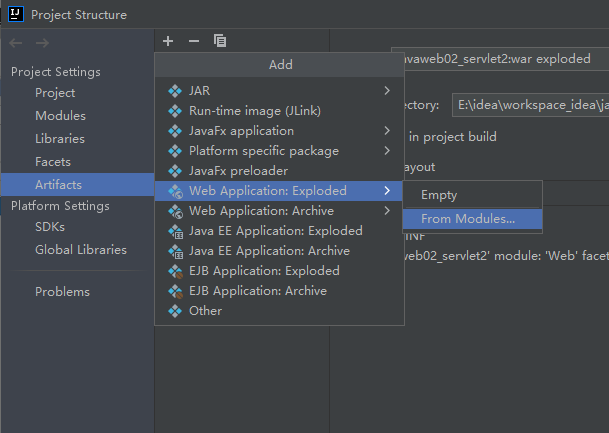 Project Structure
Project Settings
Project
Modules
Libraries
Facets
Artifacts
Platform Settings
SDKs
Global Libraries
Problems
Add
JAR
Run-time image (JLink)
JavaFx application
Platform specific package
JavaFx preloader
Web Application: Exploded
Web Application: Archive
Java EE Application: Exploded
Java EE Application: Archive
EJB Application: Exploded
EJB Application: Archive
Other
Empty
From Modules...
vaweb02_servlet2:war exploded
ectory: E:\idea\workspace_idea\ja
in project build
ayout
INF
web02_servlet2' module: 'Web' facet